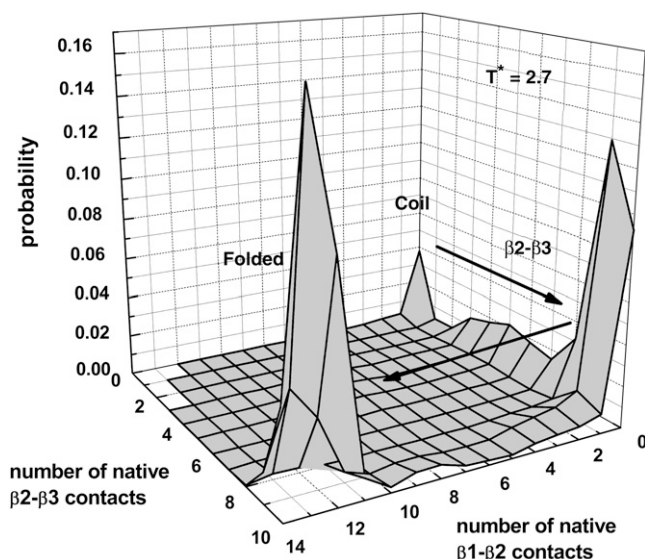 0.16
T* = 2.7
0.14
0.12
probability
0.10
Coil
0.08
β2-β3
Folded
0.06
0.04
0.02
0.00
0
2
4
6
8
10
number of native
β2-β3 contacts
14
12
10
8
6
4
2
0
number of native
β1-β2 contacts